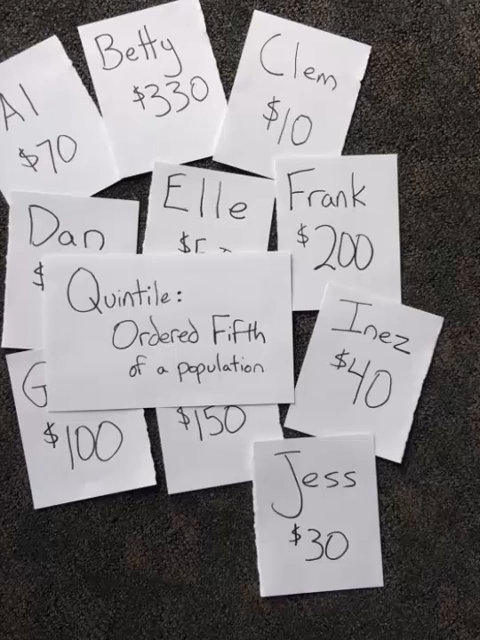 Al
$70
Betty
$330
Clem
$10
Dan
$
Elle
Frank
$200
Quintile:
Ordered Fifth
of a population
Inez
$40
G
$100
$150
Jess
$30